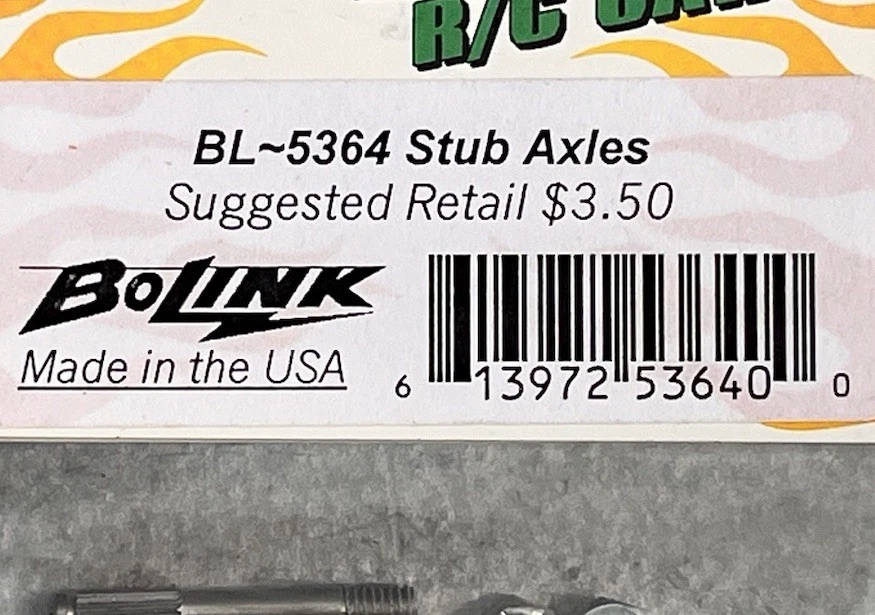 R/C
BL~5364 Stub Axles
Suggested Retail $3.50
BOLINK
Made in the USA
6 13972 53640 0